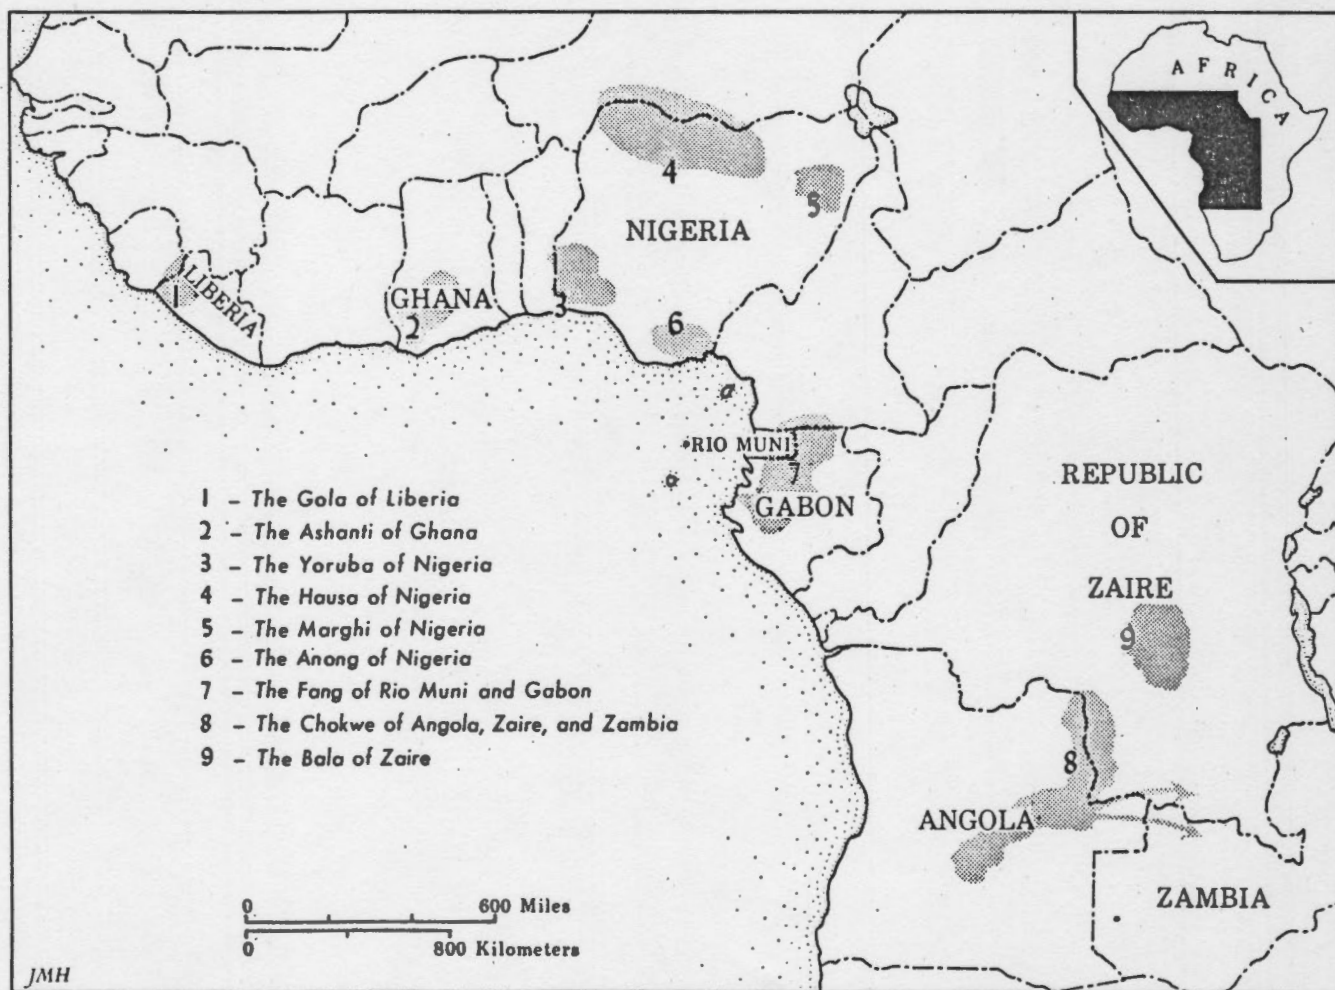 AFRICA
4
5
NIGERIA
LIBERIA
1
GHANA
2
3
6
RIO MUNI
7
GABON
REPUBLIC
OF
ZAIRE
9
1 – The Gola of Liberia
2 – The Ashanti of Ghana
3 – The Yoruba of Nigeria
4 – The Hausa of Nigeria
5 – The Marghi of Nigeria
6 – The Anong of Nigeria
7 – The Fang of Rio Muni and Gabon
8 – The Chokwe of Angola, Zaire, and Zambia
9 – The Bala of Zaire
8
ANGOLA
ZAMBIA
0 600 Miles
0 800 Kilometers
JMH